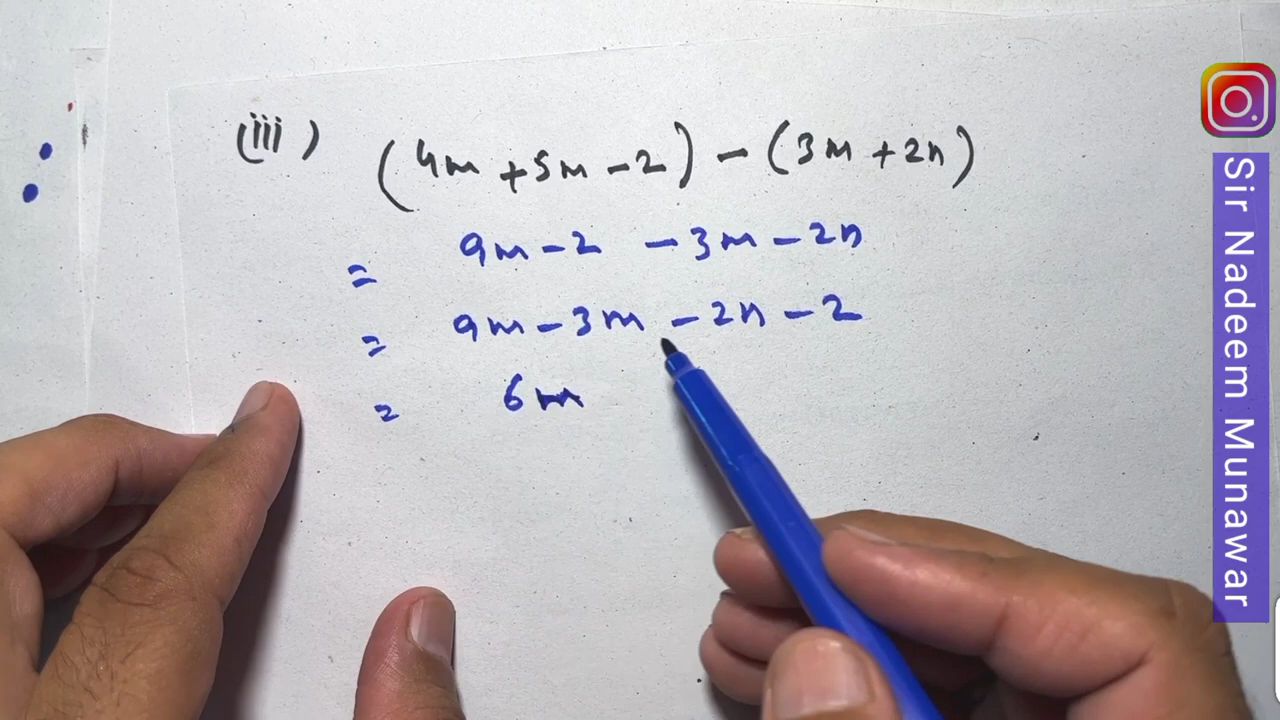 (iii) (4m + 5m - 2) - (3m + 2n)
= 9m - 2 - 3m - 2n
= 9m - 3m - 2n - 2
= 6m
Sir Nadeem Munawar